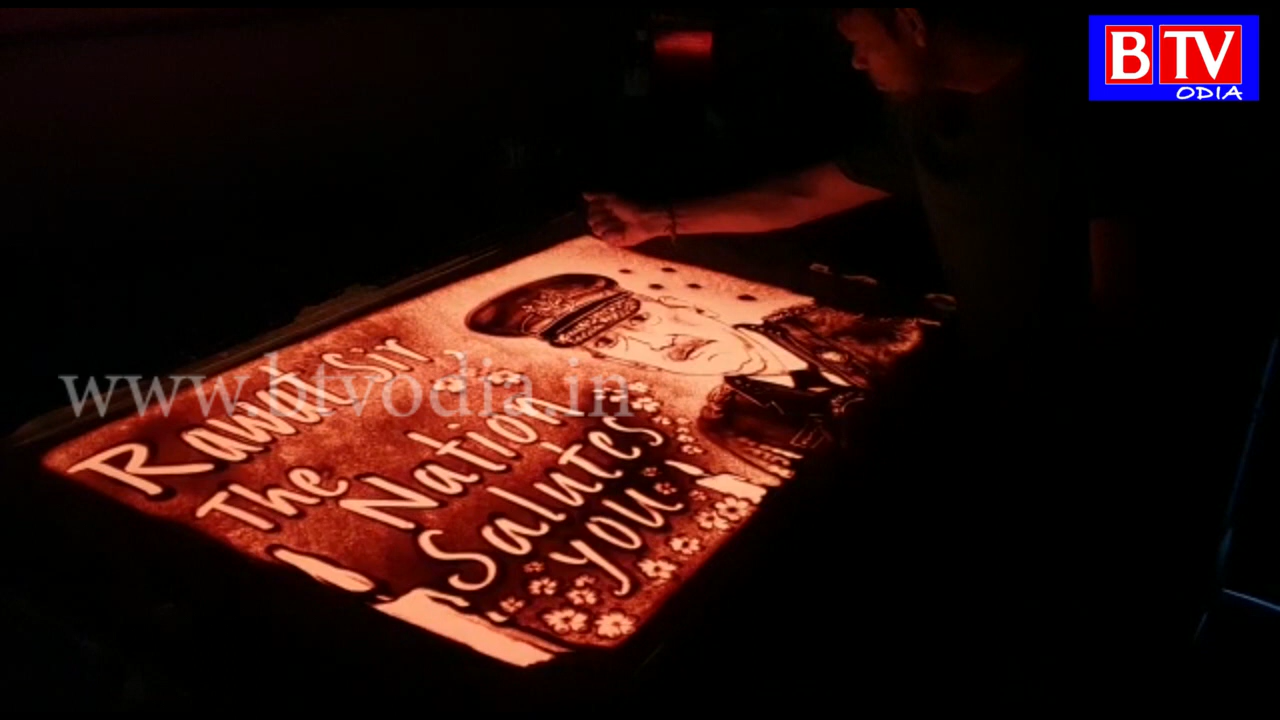 BTV
ODIA
www.btvodia.in
Rawat Sir
The Nation
Salutes
you